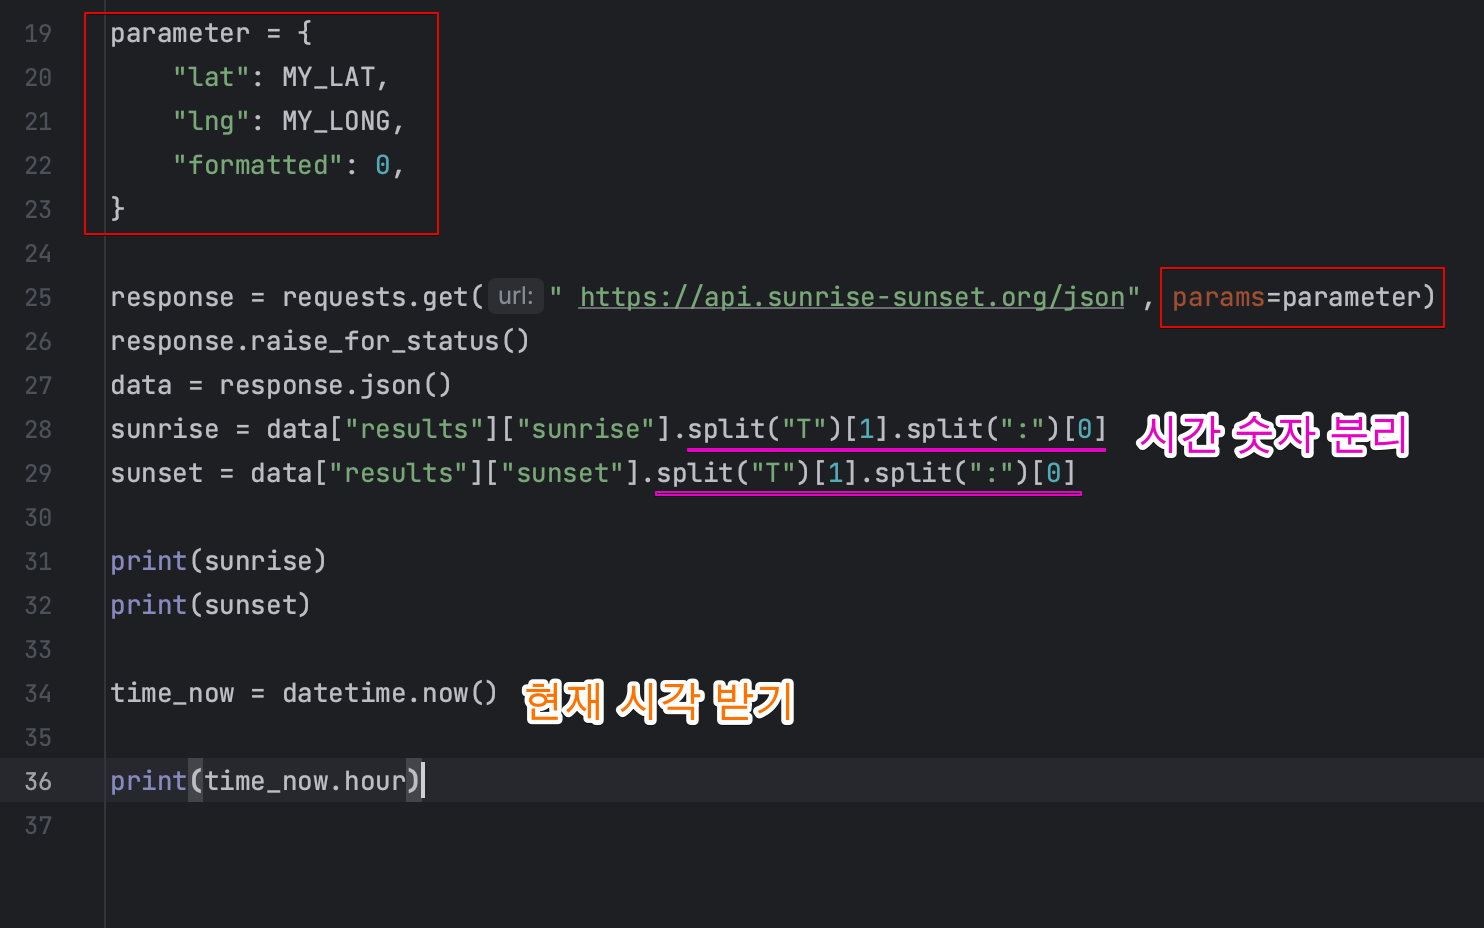 19 parameter = {
20 "lat": MY_LAT,
21 "lng": MY_LONG,
22 "formatted": 0,
23 }
24
25 response = requests.get( url: " https://api.sunrise-sunset.org/json", params=parameter)
26 response.raise_for_status()
27 data = response.json()
28 sunrise = data["results"]["sunrise"].split("T")[1].split(":")[0] 시간 숫자 분리
29 sunset = data["results"]["sunset"].split("T")[1].split(":")[0]
30
31 print(sunrise)
32 print(sunset)
33
34 time_now = datetime.now() 현재 시각 받기
35
36 print(time_now.hour)
37